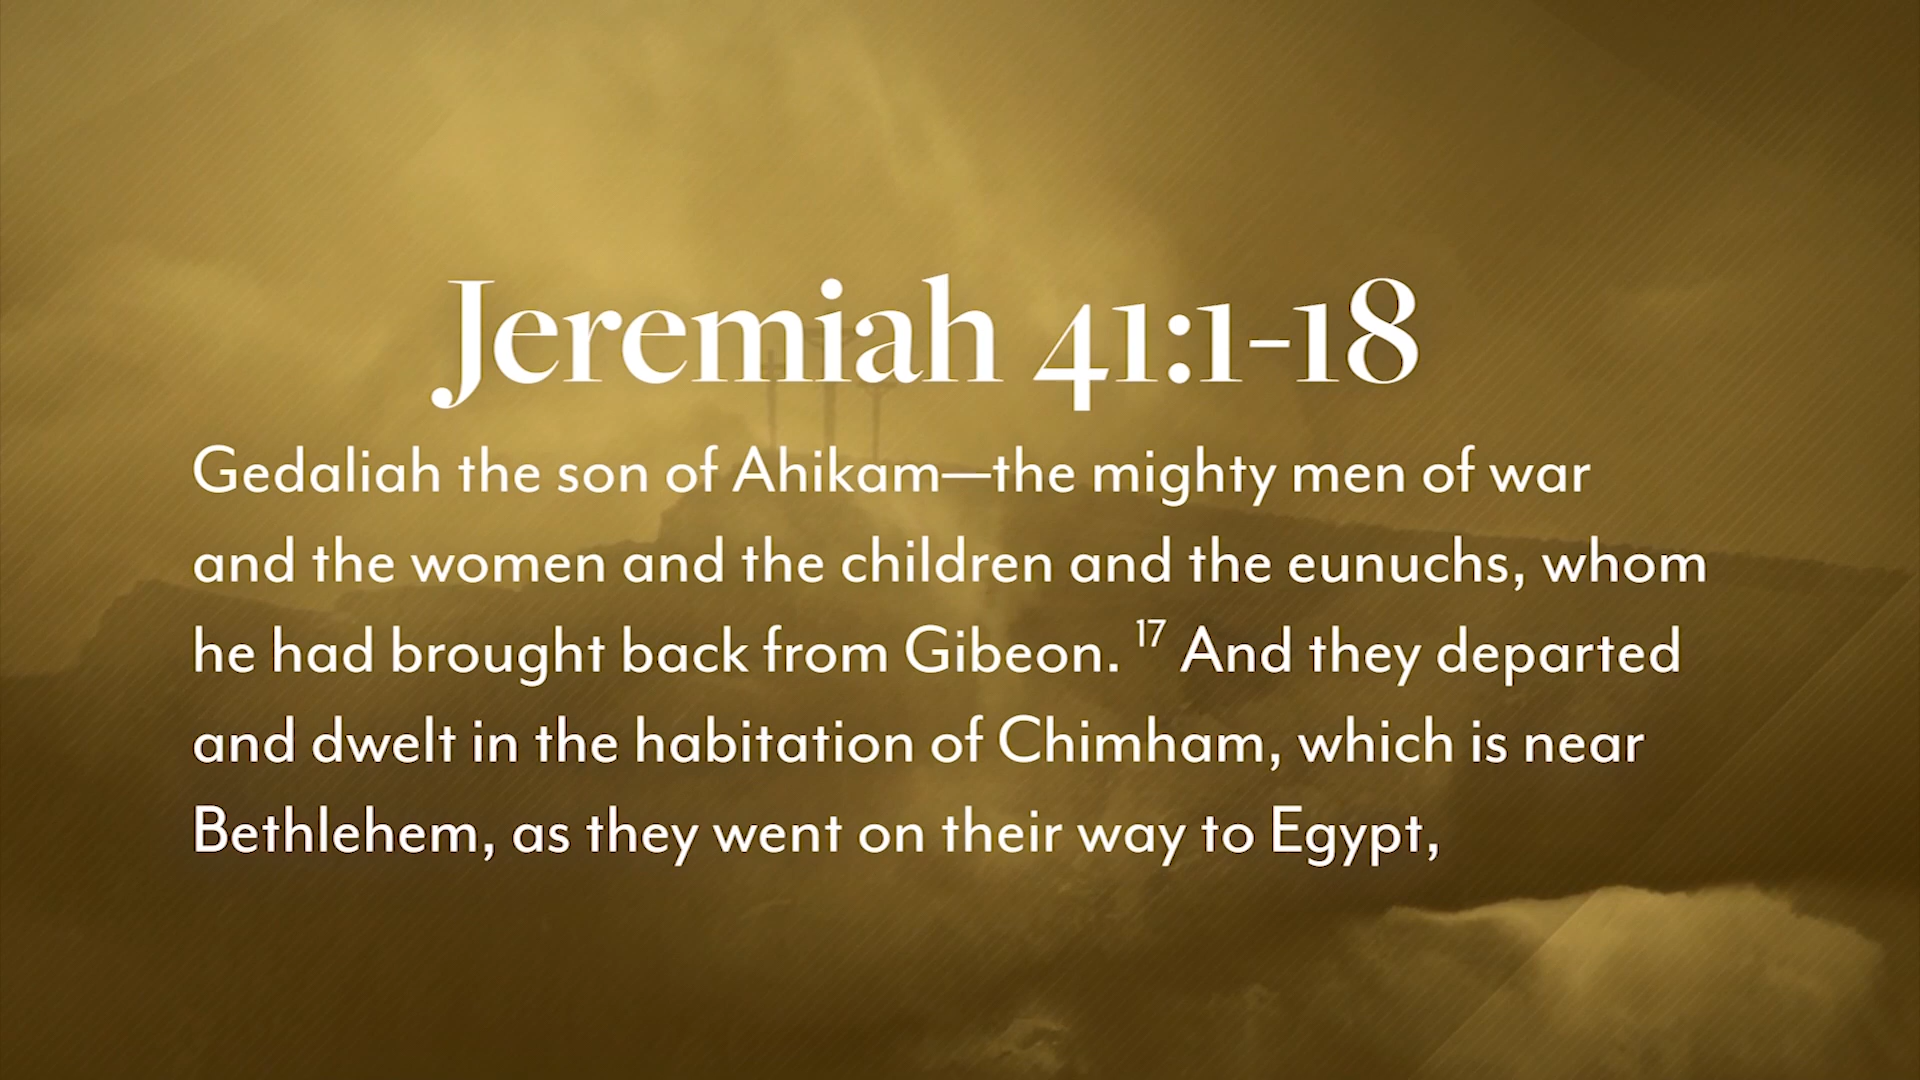 Jeremiah 41:1-18
Gedaliah the son of Ahikam—the mighty men of war
and the women and the children and the eunuchs, whom
he had brought back from Gibeon. 17 And they departed
and dwelt in the habitation of Chimham, which is near
Bethlehem, as they went on their way to Egypt,